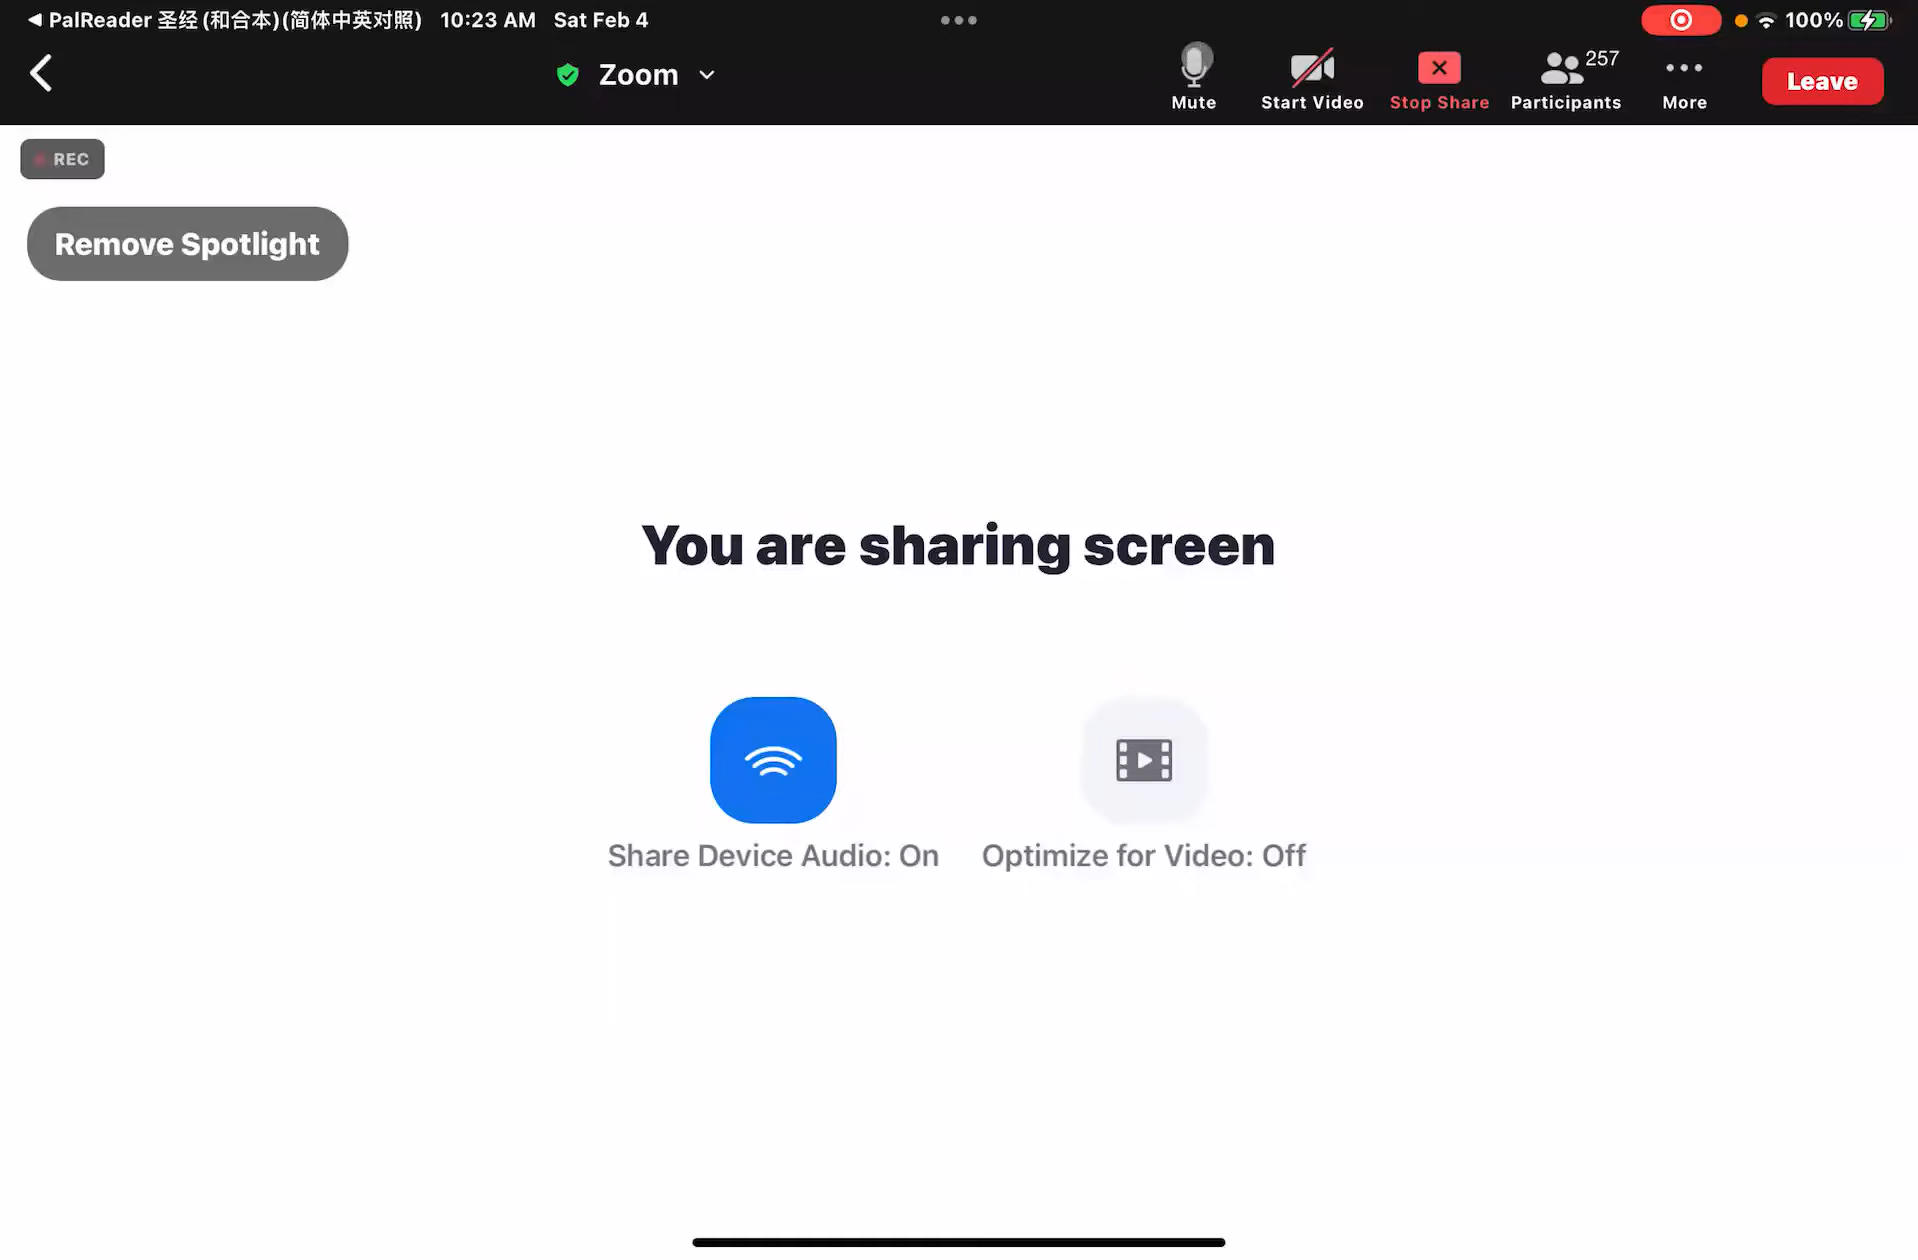 ◀ PalReader 圣经 (和合本)(简体中英对照) 10:23 AM Sat Feb 4
100%
Zoom
257
Mute
Start Video
Stop Share
Participants
More
Leave
REC
Remove Spotlight
You are sharing screen
Share Device Audio: On
Optimize for Video: Off